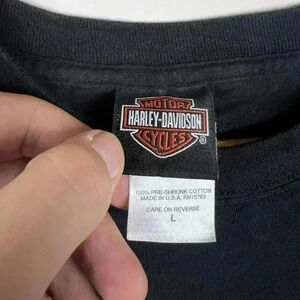 MOTOR
HARLEY-DAVIDSON
CYCLES
®
100% PRE-SHRUNK COTTON
MADE IN U.S.A. RN15763
CARE ON REVERSE
L